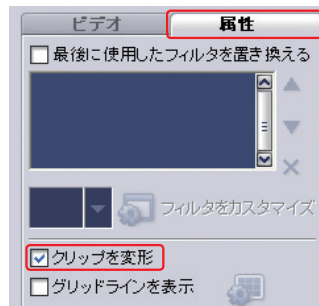 ビデオ 属性
最後に使用したフィルタを置き換える
フィルタをカスタマイズ
クリップを変形
グリッドラインを表示